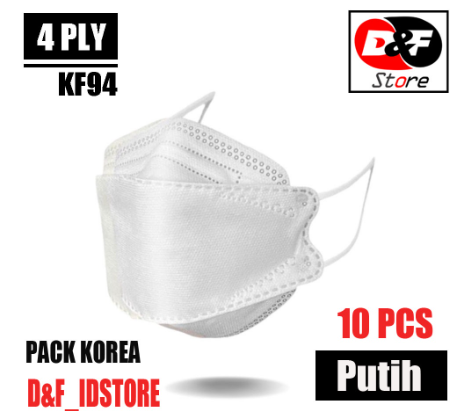 4 PLY
KF94
D&F
Store
10 PCS
Putih
PACK KOREA
D&F_IDSTORE